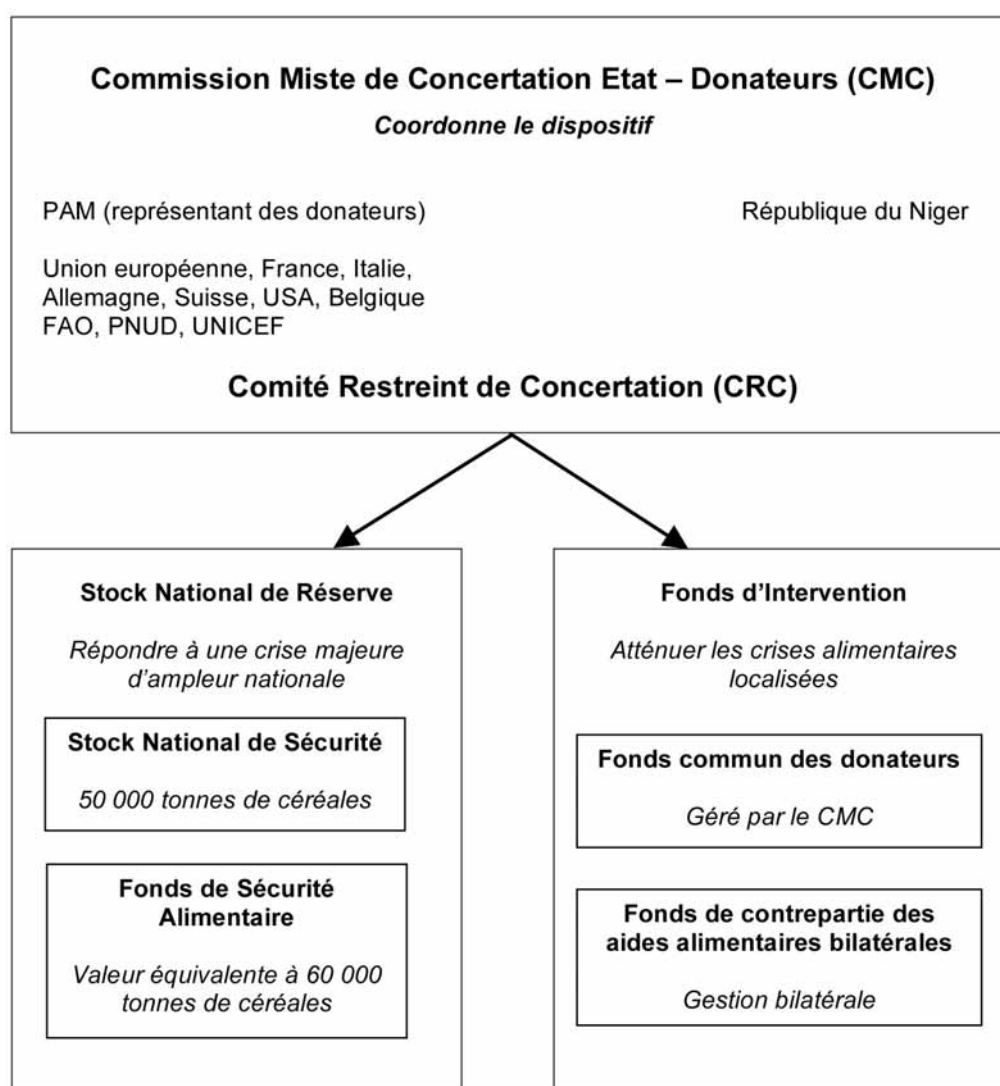 Commission Miste de Concertation Etat – Donateurs (CMC)
Coordonne le dispositif
PAM (représentant des donateurs)
République du Niger
Union européenne, France, Italie,
Allemagne, Suisse, USA, Belgique
FAO, PNUD, UNICEF
Comité Restreint de Concertation (CRC)
Stock National de Réserve
Répondre à une crise majeure
d’ampleur nationale
Stock National de Sécurité
50 000 tonnes de céréales
Fonds de Sécurité
Alimentaire
Valeur équivalente à 60 000
tonnes de céréales
Fonds d’Intervention
Atténuer les crises alimentaires
localisées
Fonds commun des donateurs
Géré par le CMC
Fonds de contrepartie des
aides alimentaires bilatérales
Gestion bilatérale